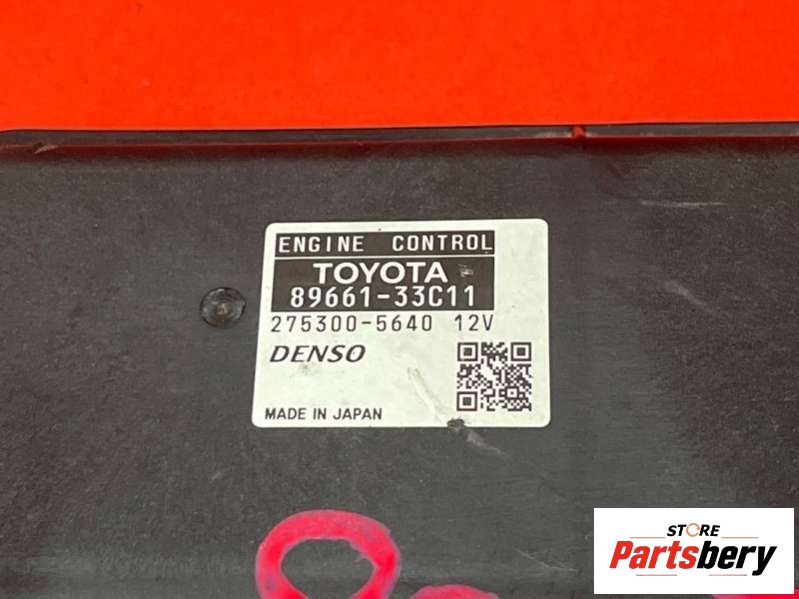 ENGINE CONTROL
TOYOTA
89661-33C11
275300-5640 12V
DENSO
MADE IN JAPAN
STORE
Partsbery